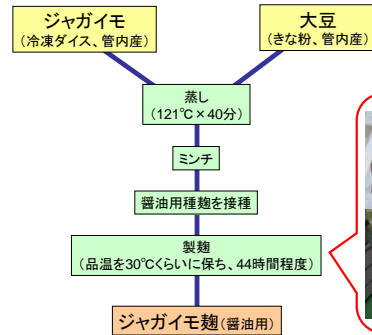 ジャガイモ
(冷凍ダイス、管内産)
大豆
(きな粉、管内産)
蒸し
(121℃×40分)
ミンチ
醤油用種麹を接種
製麹
(品温を30℃くらいに保ち、44時間程度)
ジャガイモ麹(醤油用)